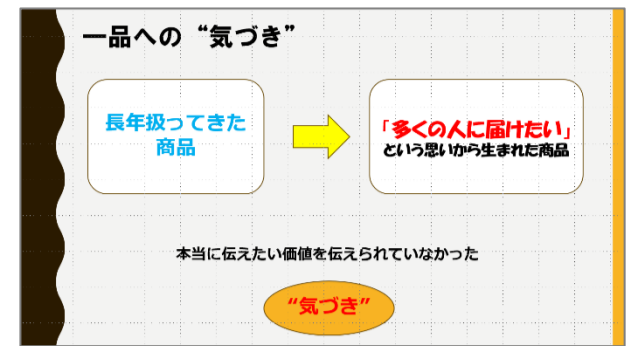 一品への“気づき”
長年扱ってきた
商品
「多くの人に届けたい」
という思いから生まれた商品
本当に伝えたい価値を伝えられていなかった
“気づき”